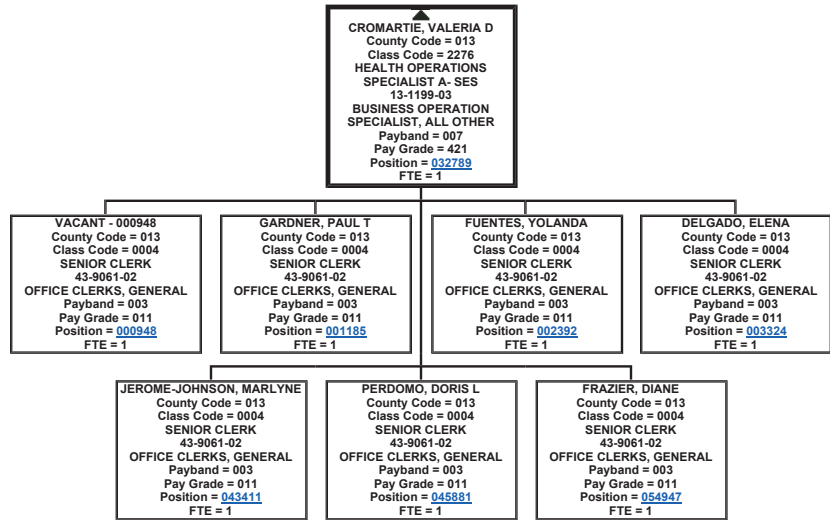 CROMARTIE, VALERIA D
County Code = 013
Class Code = 2276
HEALTH OPERATIONS
SPECIALIST A- SES
13-1199-03
BUSINESS OPERATION
SPECIALIST, ALL OTHER
Payband = 007
Pay Grade = 421
Position = 032789
FTE = 1
VACANT - 000948
County Code = 013
Class Code = 0004
SENIOR CLERK
43-9061-02
OFFICE CLERKS, GENERAL
Payband = 003
Pay Grade = 011
Position = 000948
FTE = 1
GARDNER, PAUL T
County Code = 013
Class Code = 0004
SENIOR CLERK
43-9061-02
OFFICE CLERKS, GENERAL
Payband = 003
Pay Grade = 011
Position = 001185
FTE = 1
FUENTES, YOLANDA
County Code = 013
Class Code = 0004
SENIOR CLERK
43-9061-02
OFFICE CLERKS, GENERAL
Payband = 003
Pay Grade = 011
Position = 002392
FTE = 1
DELGADO, ELENA
County Code = 013
Class Code = 0004
SENIOR CLERK
43-9061-02
OFFICE CLERKS, GENERAL
Payband = 003
Pay Grade = 011
Position = 003324
FTE = 1
JEROME-JOHNSON, MARLYNE
County Code = 013
Class Code = 0004
SENIOR CLERK
43-9061-02
OFFICE CLERKS, GENERAL
Payband = 003
Pay Grade = 011
Position = 043411
FTE = 1
PERDOMO, DORIS L
County Code = 013
Class Code = 0004
SENIOR CLERK
43-9061-02
OFFICE CLERKS, GENERAL
Payband = 003
Pay Grade = 011
Position = 045881
FTE = 1
FRAZIER, DIANE
County Code = 013
Class Code = 0004
SENIOR CLERK
43-9061-02
OFFICE CLERKS, GENERAL
Payband = 003
Pay Grade = 011
Position = 054947
FTE = 1